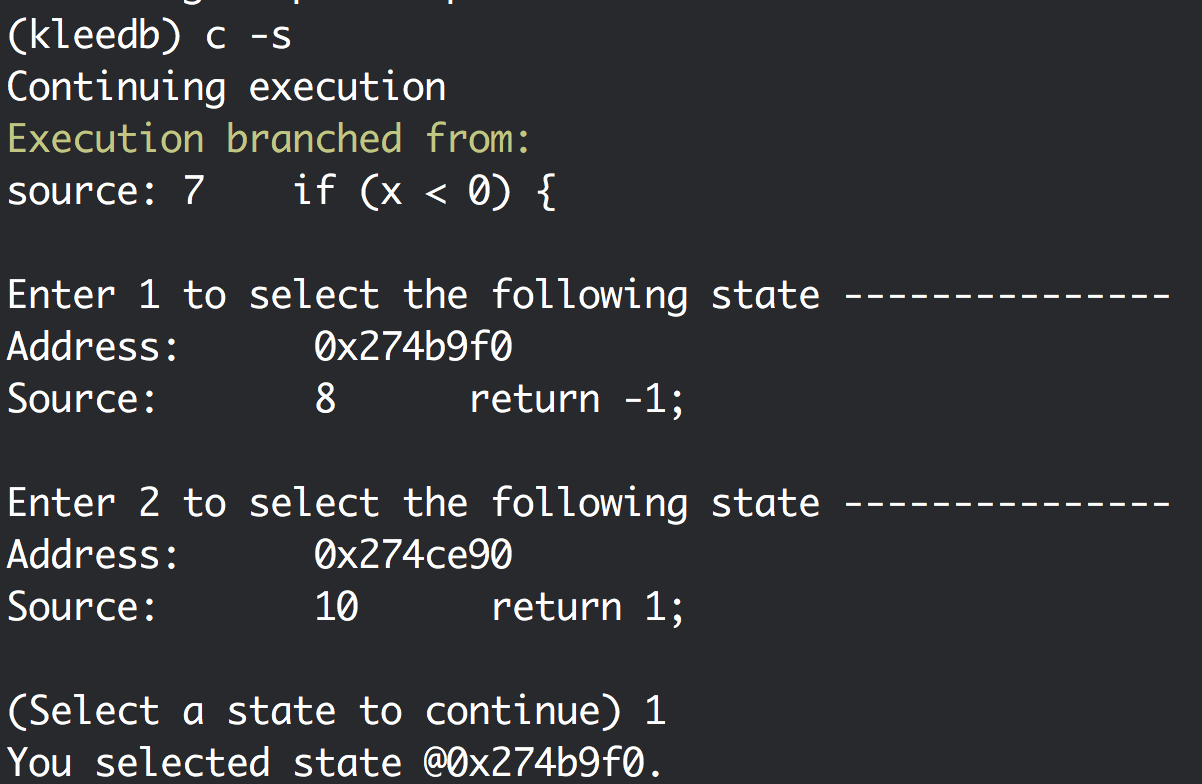 (kleedb) c -s
Continuing execution
Execution branched from:
source: 7    if (x < 0) {
Enter 1 to select the following state ---------------
Address:      0x274b9f0
Source:       8      return -1;
Enter 2 to select the following state ---------------
Address:      0x274ce90
Source:       10      return 1;
(Select a state to continue) 1
You selected state @0x274b9f0.